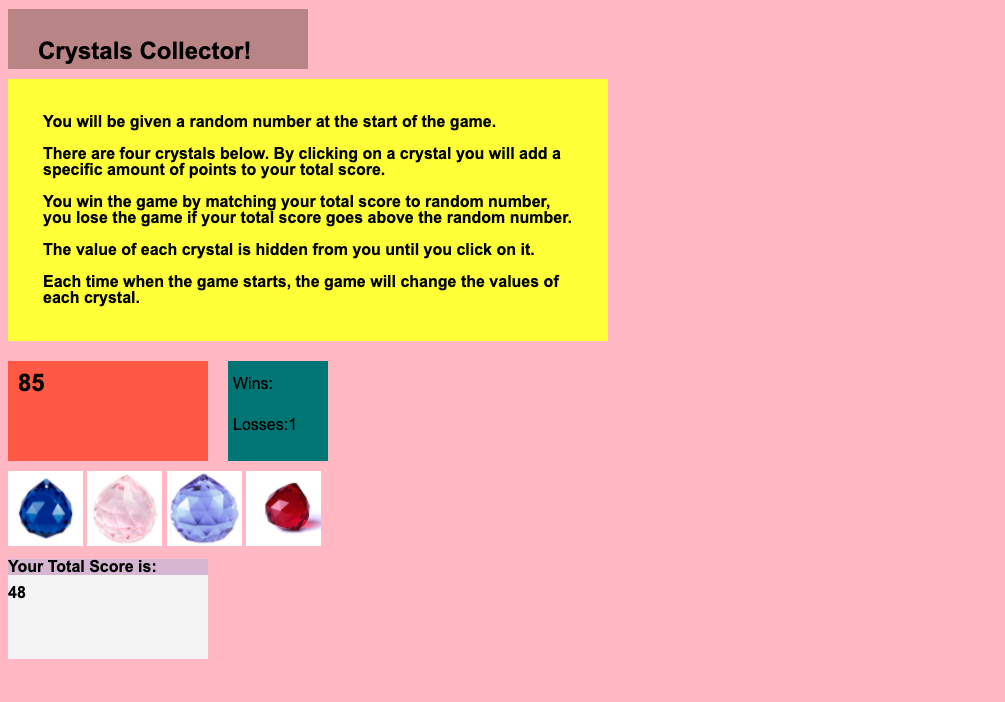 Crystals Collector!
You will be given a random number at the start of the game.
There are four crystals below. By clicking on a crystal you will add a
specific amount of points to your total score.
You win the game by matching your total score to random number,
you lose the game if your total score goes above the random number.
The value of each crystal is hidden from you until you click on it.
Each time when the game starts, the game will change the values of
each crystal.
85
Wins:
Losses:1
Your Total Score is:
48